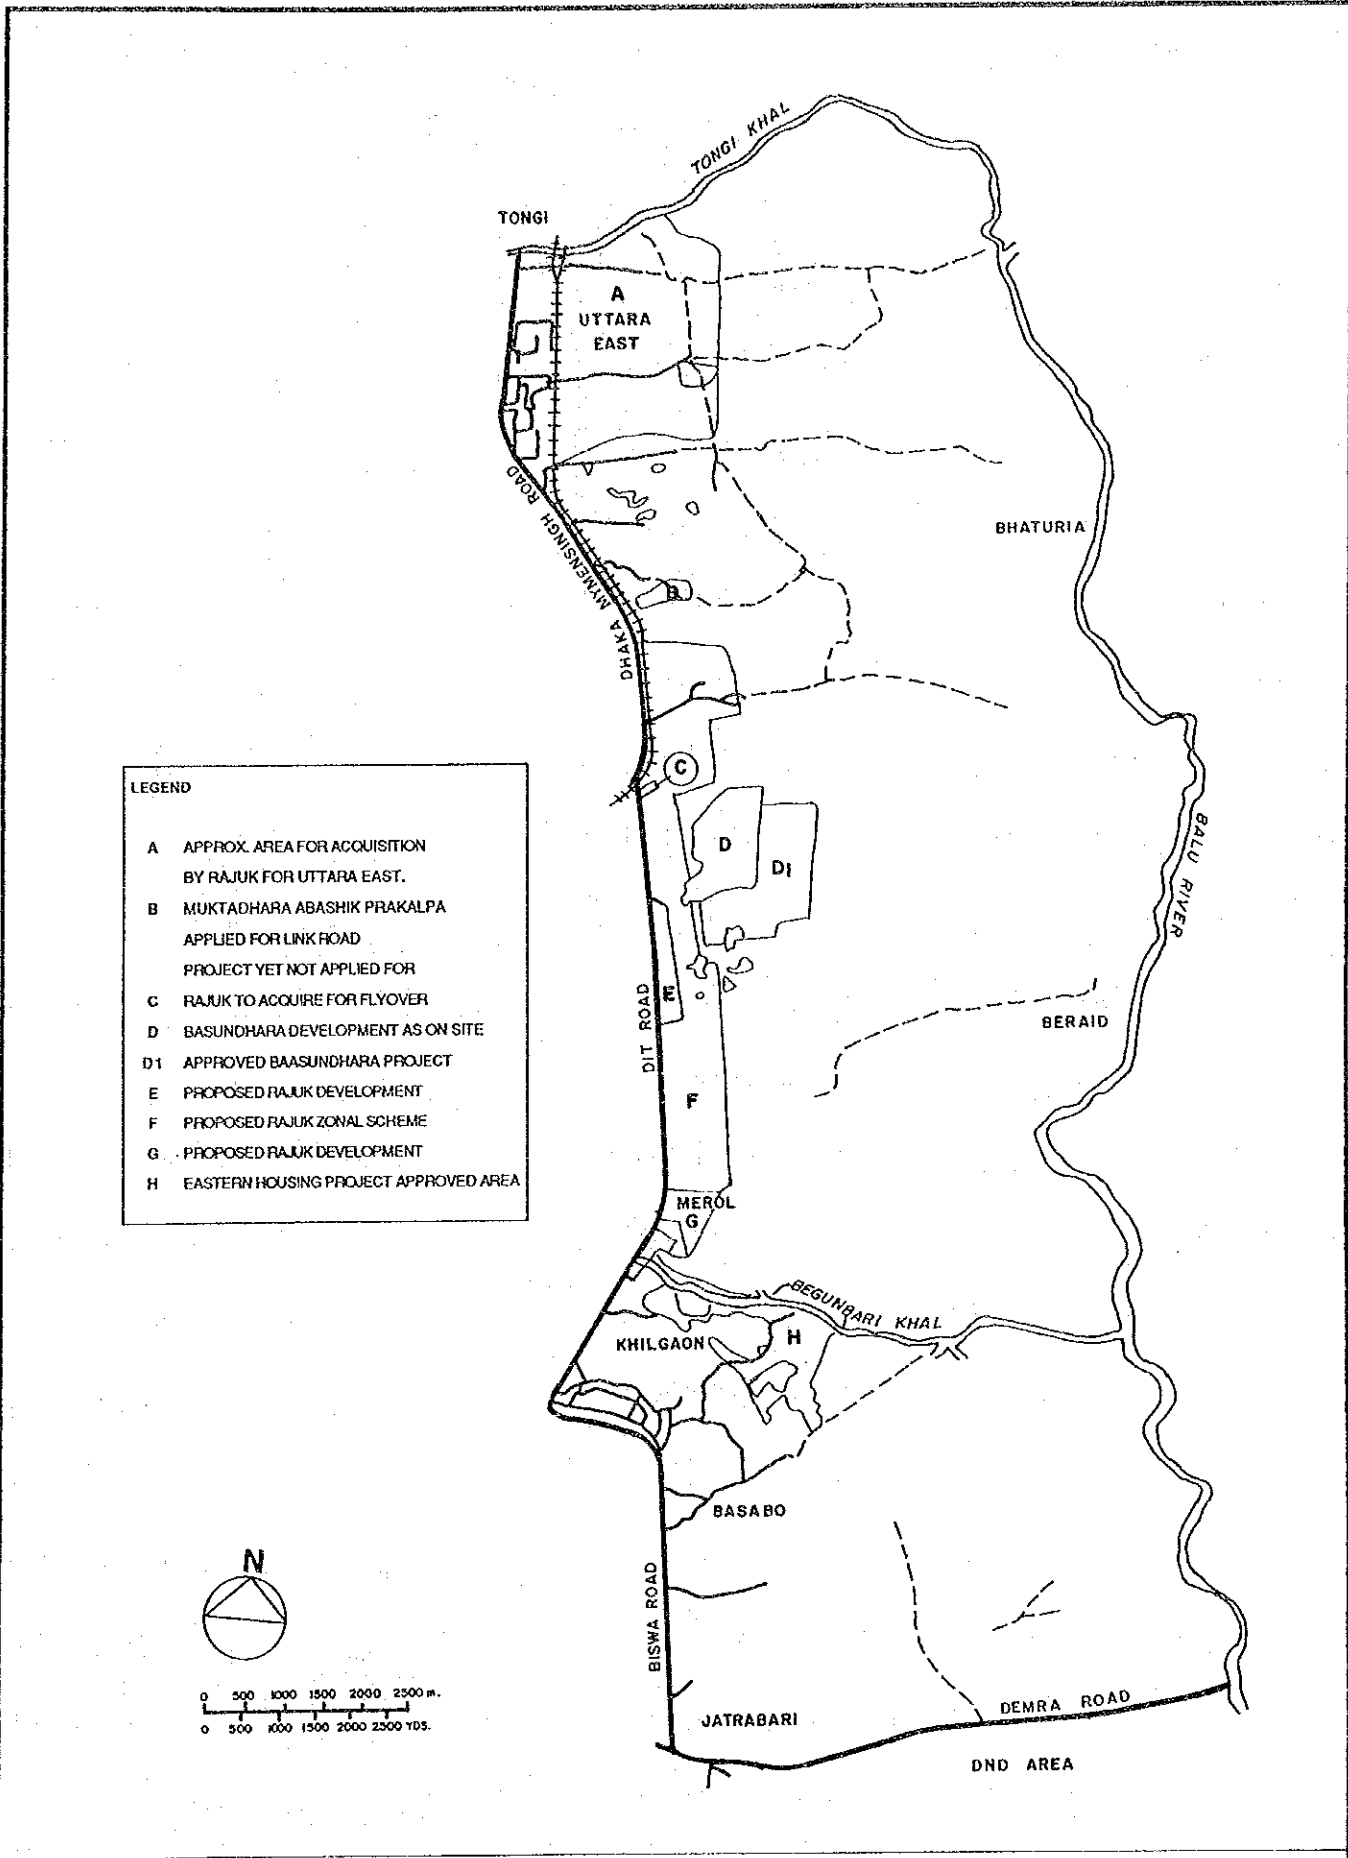 TONGI KHAL
TONGI
A
UTTARA
EAST
DHAKA MYMENSINGH ROAD
BHATURIA
B
C
D
D1
BALU RIVER
LEGEND
A APPROX. AREA FOR ACQUISITION
BY RAJUK FOR UTTARA EAST.
B MUKTADHARA ABASHIK PRAKALPA
APPLIED FOR LINK ROAD
PROJECT YET NOT APPLIED FOR
C RAJUK TO ACQUIRE FOR FLYOVER
D BASUNDHARA DEVELOPMENT AS ON SITE
D1 APPROVED BAASUNDHARA PROJECT
E PROPOSED RAJUK DEVELOPMENT
F PROPOSED RAJUK ZONAL SCHEME
G PROPOSED RAJUK DEVELOPMENT
H EASTERN HOUSING PROJECT APPROVED AREA
E
DIT ROAD
BERAID
F
MEROL
G
BEGUNBARI KHAL
KHILGAON
H
BASABO
BISWA ROAD
N
0 500 1000 1500 2000 2500 m.
0 500 1000 1500 2000 2500 YDS.
JATRABARI
DEMRA ROAD
DND AREA